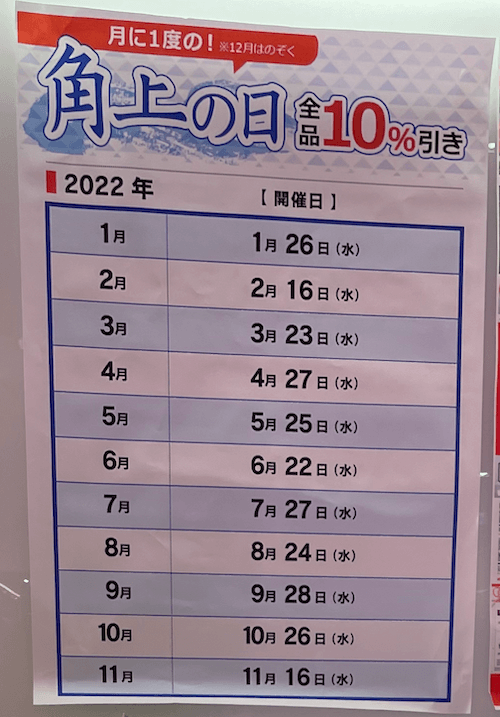 月に1度の！※12月はのぞく
角上の日 全品10%引き
2022年 【開催日】
1月 1月26日（水）
2月 2月16日（水）
3月 3月23日（水）
4月 4月27日（水）
5月 5月25日（水）
6月 6月22日（水）
7月 7月27日（水）
8月 8月24日（水）
9月 9月28日（水）
10月 10月26日（水）
11月 11月16日（水）